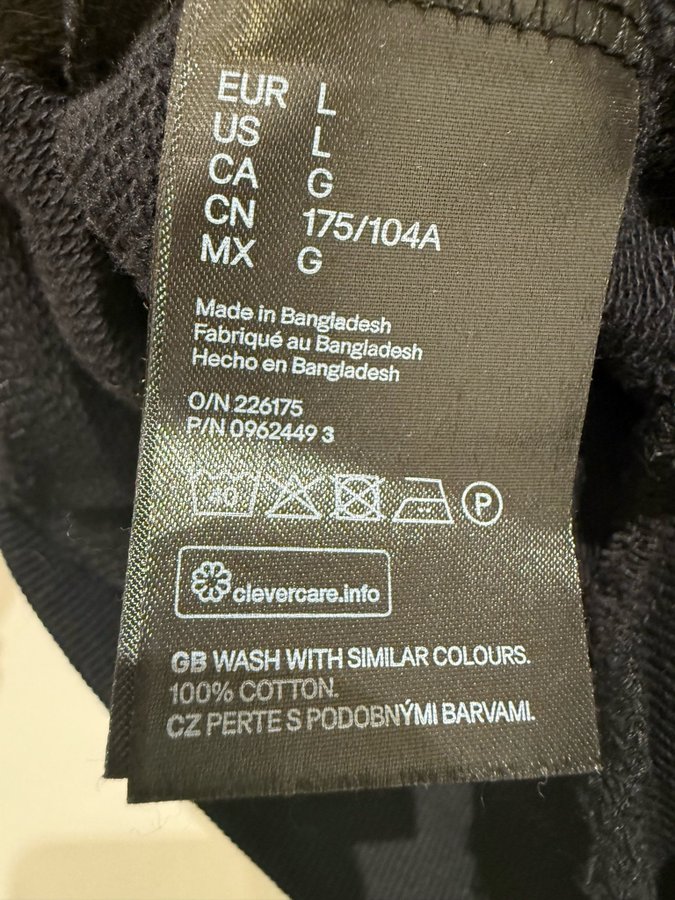 EUR L
US L
CA G
CN 175/104A
MX G
Made in Bangladesh
Fabriqué au Bangladesh
Hecho en Bangladesh
O/N 226175
P/N 0962449 3
40 P
clevercare.info
GB WASH WITH SIMILAR COLOURS.
100% COTTON.
CZ PERTE S PODOBNÝMI BARVAMI.